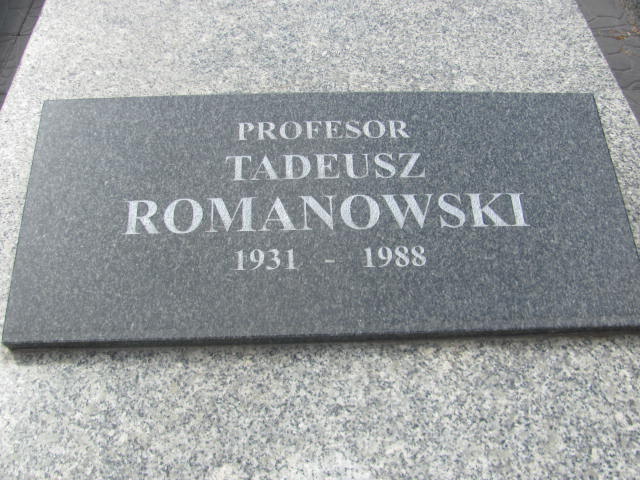 PROFESOR
TADEUSZ
ROMANOWSKI
1931 - 1988